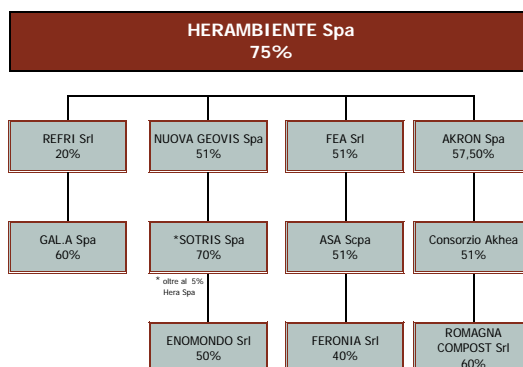 HERAMBIENTE Spa
75%
REFRI Srl
20%
NUOVA GEOVIS Spa
51%
FEA Srl
51%
AKRON Spa
57,50%
GAL.A Spa
60%
*SOTRIS Spa
70%
ASA Scpa
51%
Consorzio Akhea
51%
* oltre al 5%
Hera Spa
ENOMONDO Srl
50%
FERONIA Srl
40%
ROMAGNA
COMPOST Srl
60%